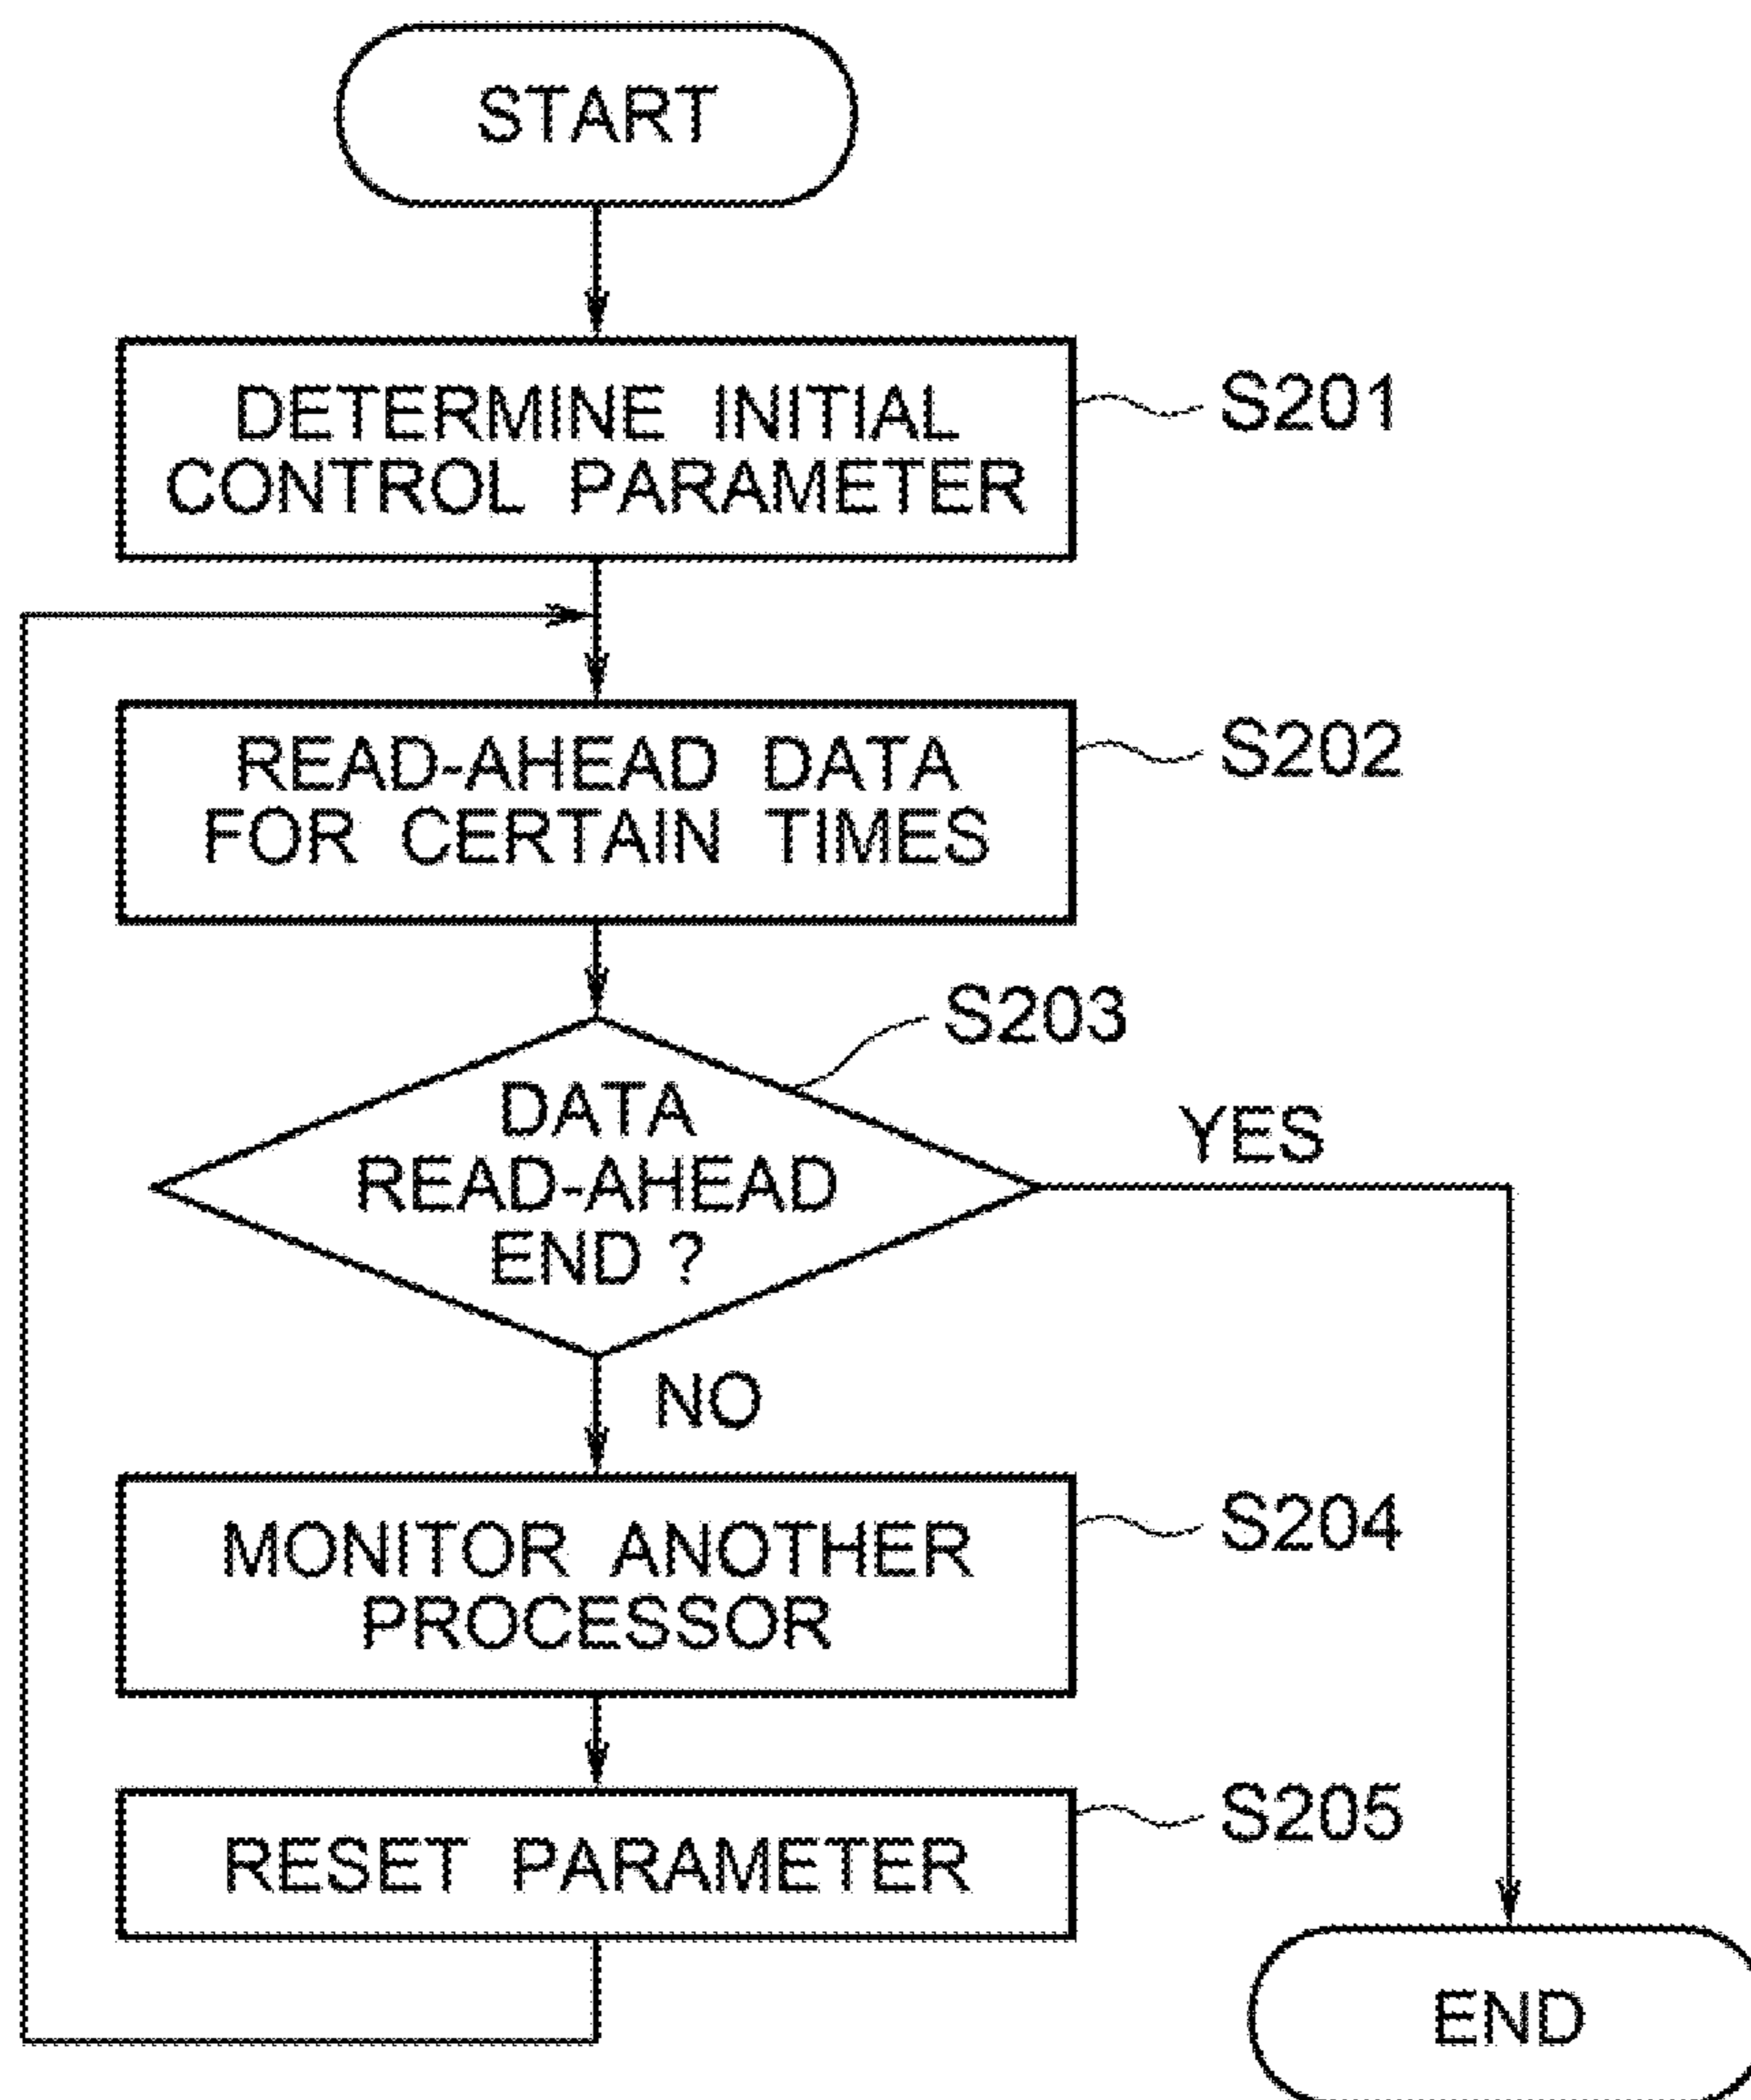 START
DETERMINE INITIAL
CONTROL PARAMETER
S201
READ-AHEAD DATA
FOR CERTAIN TIMES
S202
S203
DATA
READ-AHEAD
END ?
YES
NO
MONITOR ANOTHER
PROCESSOR
S204
RESET PARAMETER
S205
END